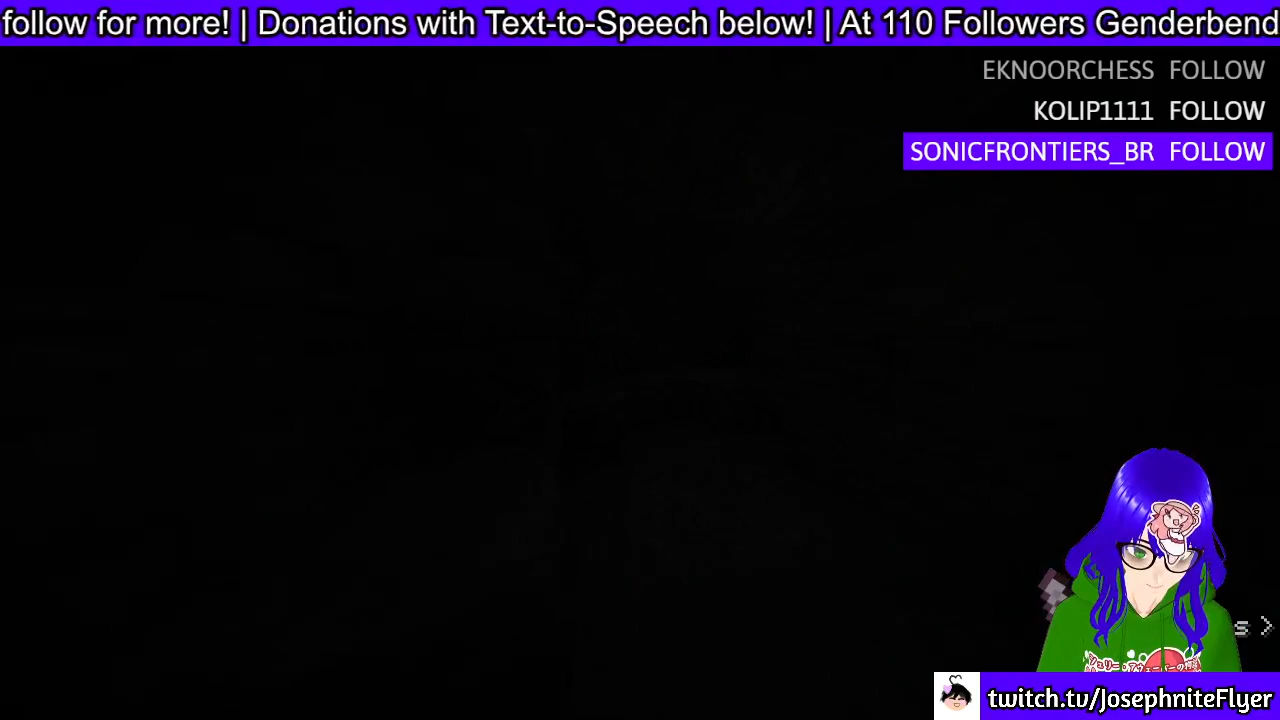 follow for more! | Donations with Text-to-Speech below! | At 110 Followers Genderbend
EKNOORCHESS FOLLOW
KOLIP1111 FOLLOW
SONICFRONTIERS_BR FOLLOW
s >
twitch.tv/JosephniteFlyer